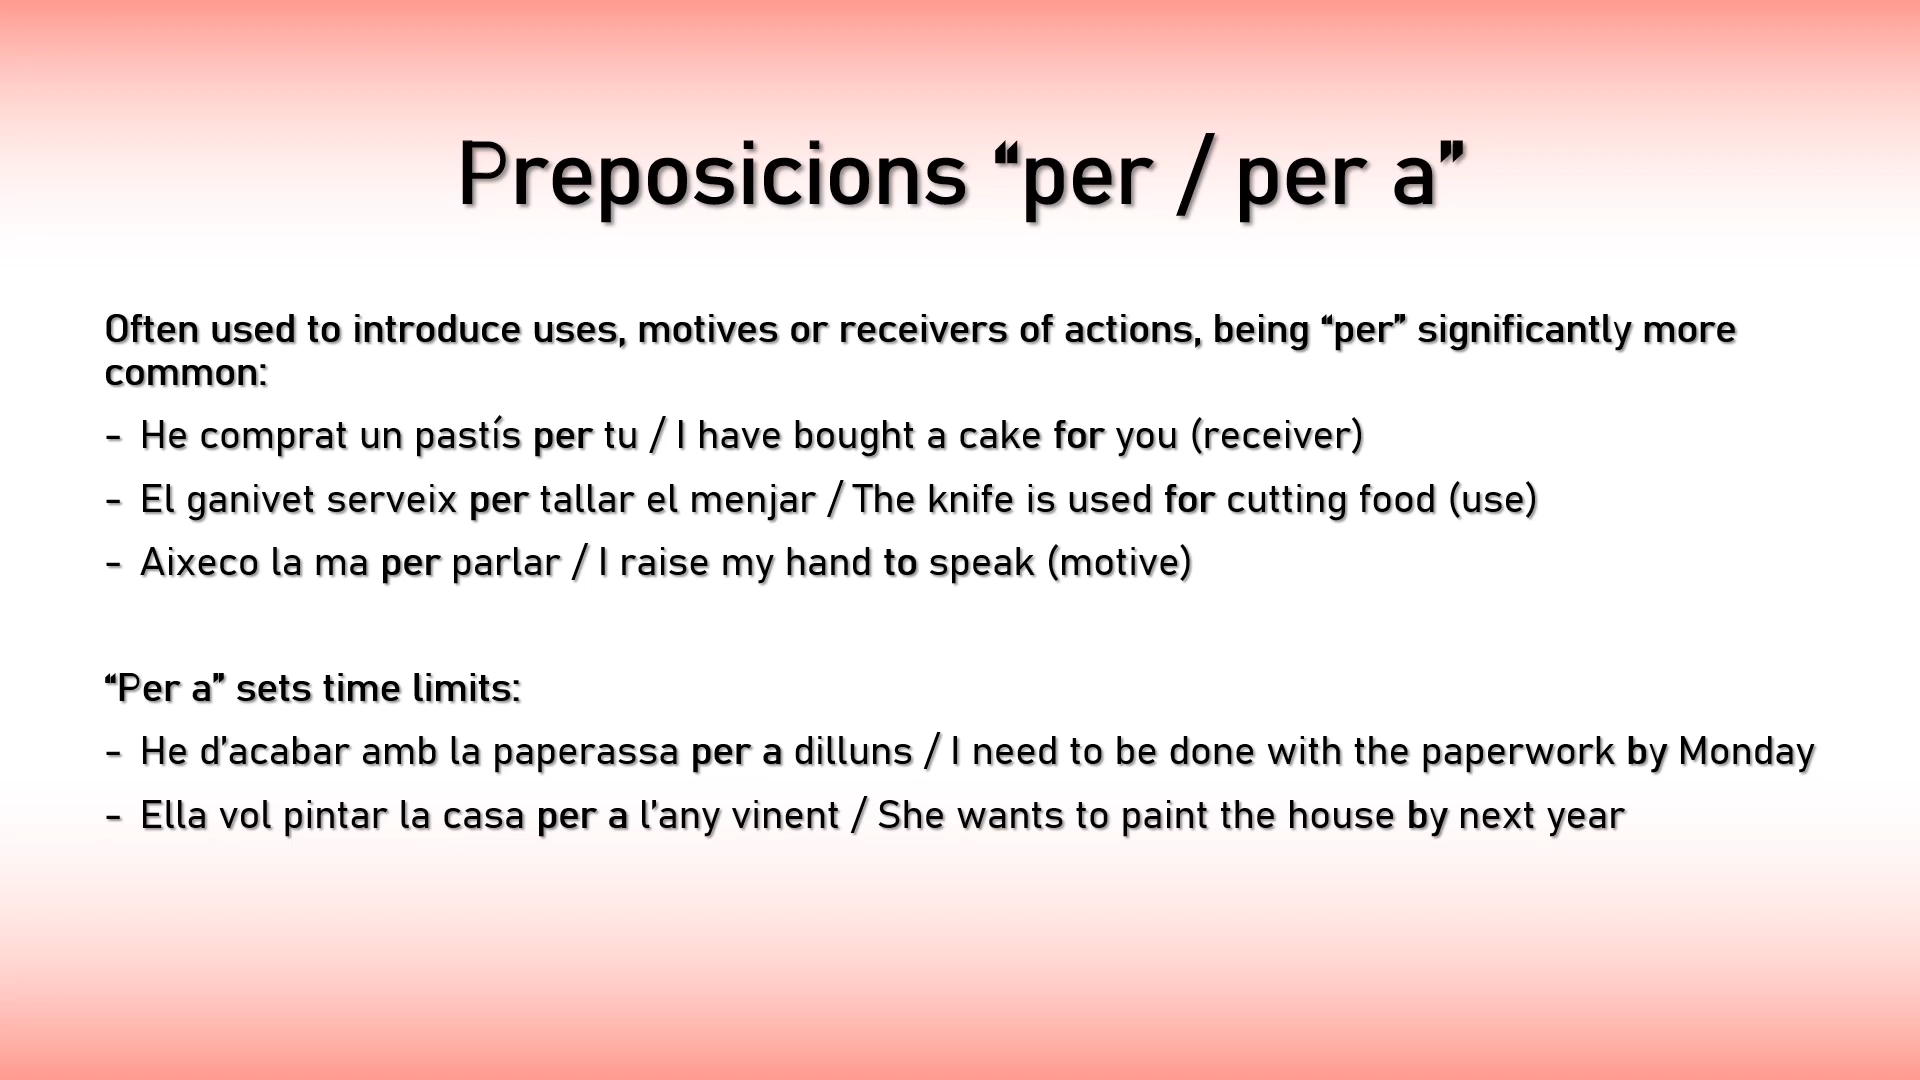 Preposicions “per / per a”
Often used to introduce uses, motives or receivers of actions, being “per” significantly more
common:
- He comprat un pastís per tu / I have bought a cake for you (receiver)
- El ganivet serveix per tallar el menjar / The knife is used for cutting food (use)
- Aixeco la ma per parlar / I raise my hand to speak (motive)
“Per a” sets time limits:
- He d’acabar amb la paperassa per a dilluns / I need to be done with the paperwork by Monday
- Ella vol pintar la casa per a l’any vinent / She wants to paint the house by next year